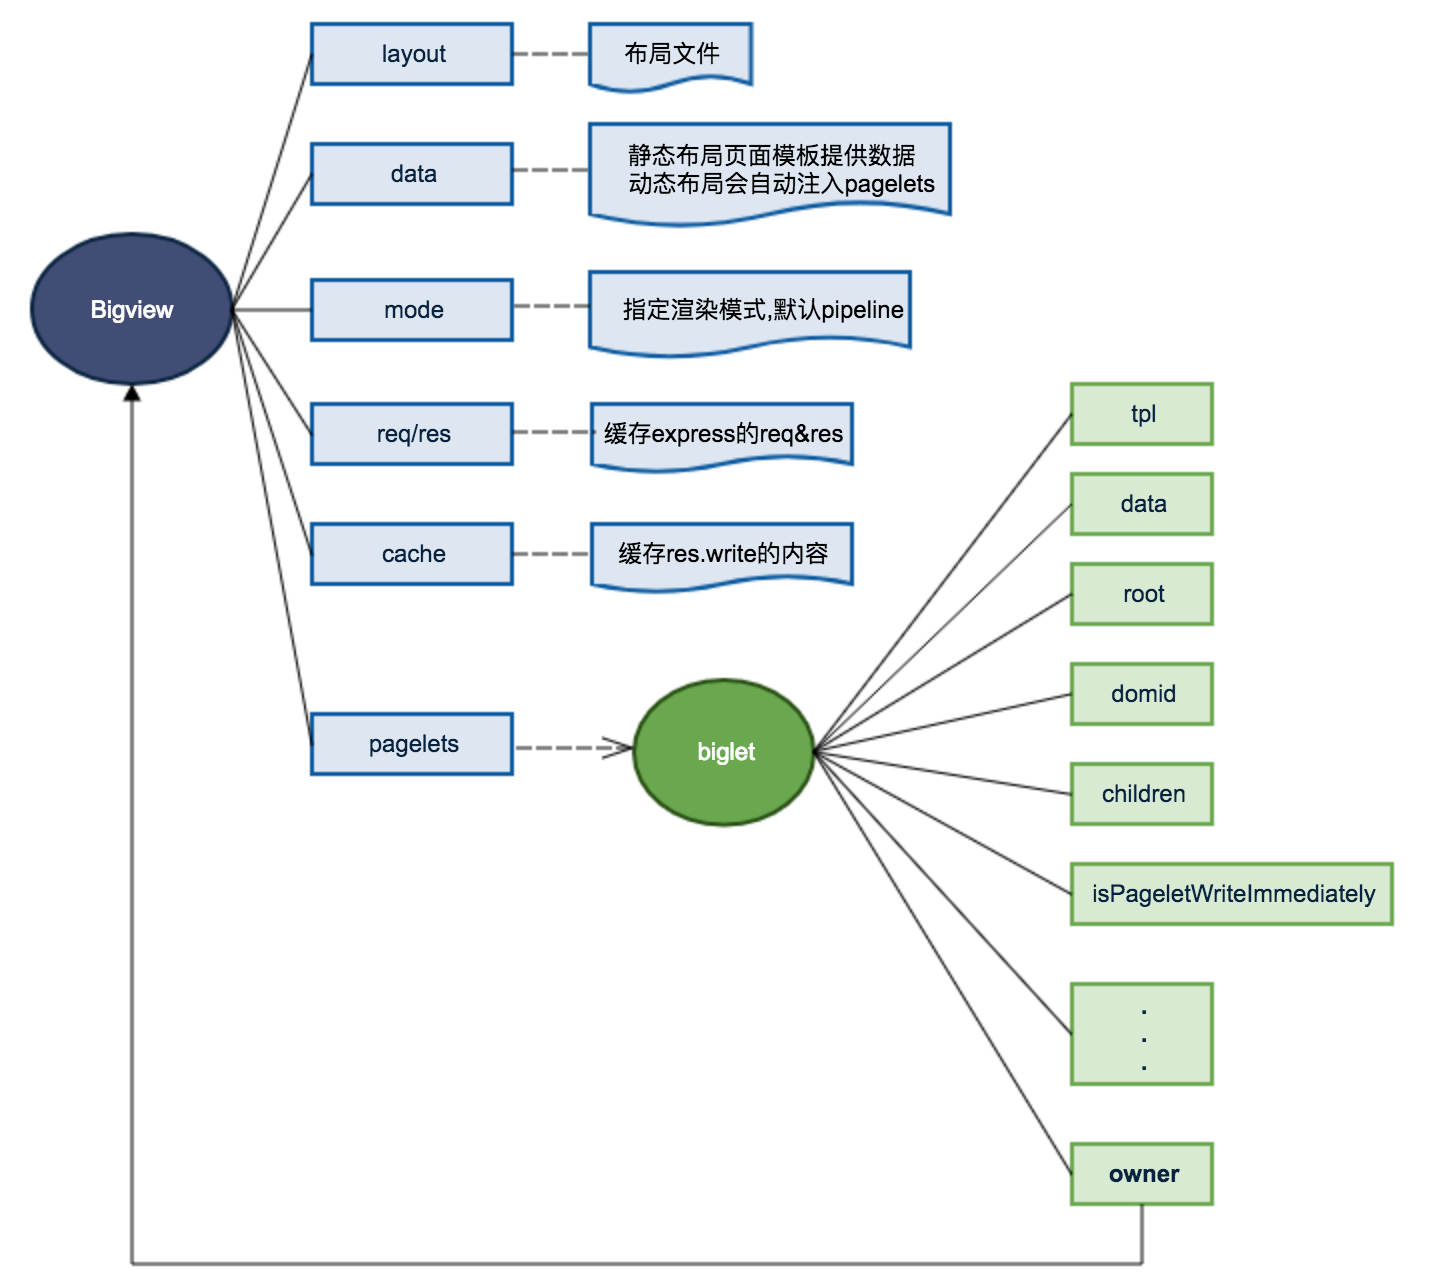 layout
布局文件
data
静态布局页面模板提供数据
动态布局会自动注入pagelets
Bigview
mode
指定渲染模式,默认pipeline
req/res
缓存express的req&res
cache
缓存res.write的内容
pagelets
biglet
tpl
data
root
domid
children
isPageletWriteImmediately
.
.
.
owner